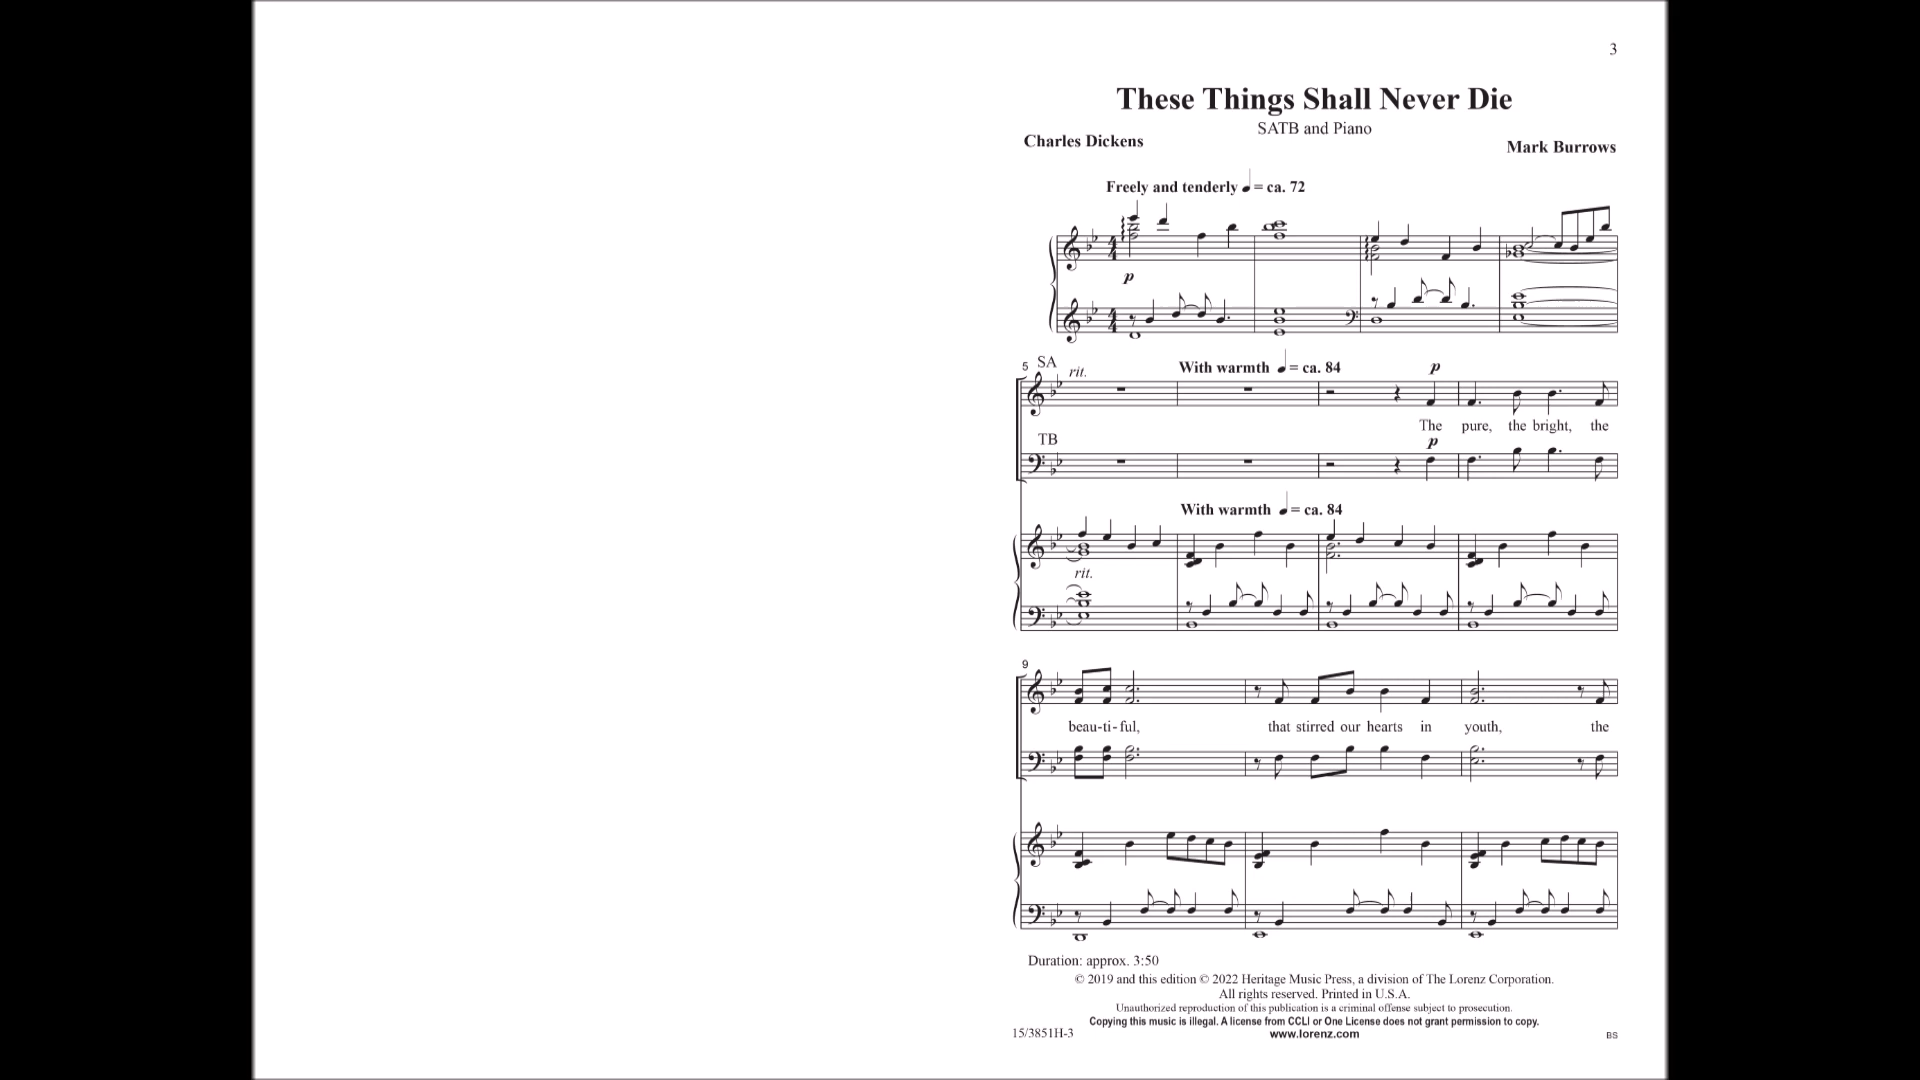 3
These Things Shall Never Die
SATB and Piano
Charles Dickens
Mark Burrows
Freely and tenderly ♩ = ca. 72
p
5 SA rit. With warmth ♩ = ca. 84 p
The pure, the bright, the
TB p
With warmth ♩ = ca. 84
rit.
9
beau-ti-ful, that stirred our hearts in youth, the
Duration: approx. 3:50
© 2019 and this edition © 2022 Heritage Music Press, a division of The Lorenz Corporation.
All rights reserved. Printed in U.S.A.
Unauthorized reproduction of this publication is a criminal offense subject to prosecution.
Copying this music is illegal. A license from CCLI or One License does not grant permission to copy.
15/3851H-3 www.lorenz.com BS